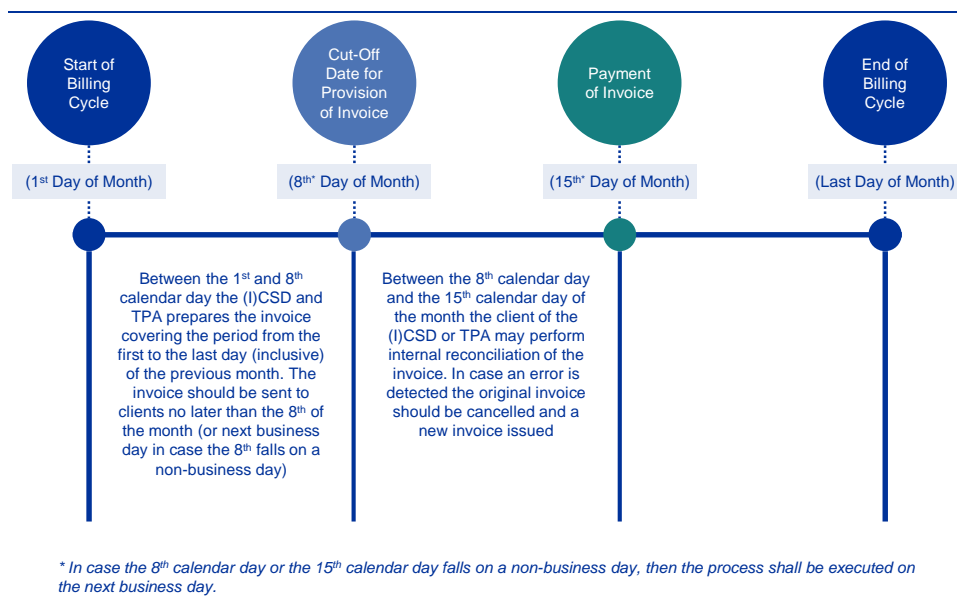 Start of
Billing
Cycle
Cut-Off
Date for
Provision
of Invoice
Payment
of Invoice
End of
Billing
Cycle
(1st Day of Month)
(8th* Day of Month)
(15th* Day of Month)
(Last Day of Month)
Between the 1st and 8th
calendar day the (I)CSD and
TPA prepares the invoice
covering the period from the
first to the last day (inclusive)
of the previous month. The
invoice should be sent to
clients no later than the 8th of
the month (or next business
day in case the 8th falls on a
non-business day)
Between the 8th calendar day
and the 15th calendar day of
the month the client of the
(I)CSD or TPA may perform
internal reconciliation of the
invoice. In case an error is
detected the original invoice
should be cancelled and a
new invoice issued
* In case the 8th calendar day or the 15th calendar day falls on a non-business day, then the process shall be executed on
the next business day.